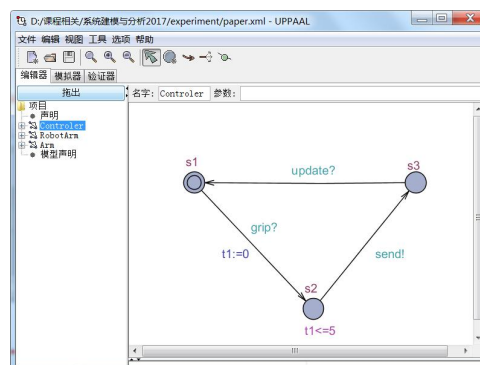 D:/课程相关/系统建模与分析2017/experiment/paper.xml - UPPAAL
文件 编辑 视图 工具 选项 帮助
编辑器 模拟器 验证器
拖出
名字: Controler 参数:
项目
声明
Controler
RobotArm
Arm
模型声明
s1
update?
s3
grip?
t1:=0
send!
s2
t1<=5